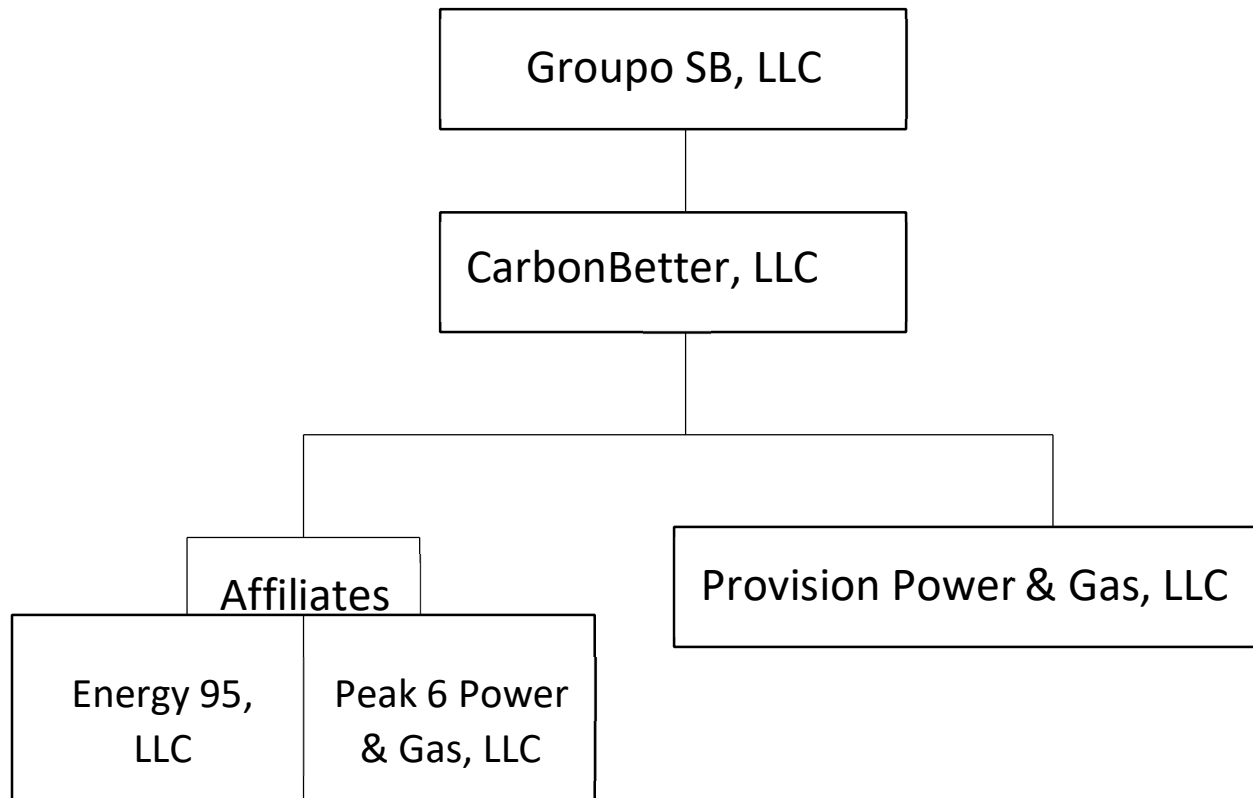 Groupo SB, LLC
CarbonBetter, LLC
Affiliates
Provision Power & Gas, LLC
Energy 95,
LLC
Peak 6 Power
& Gas, LLC